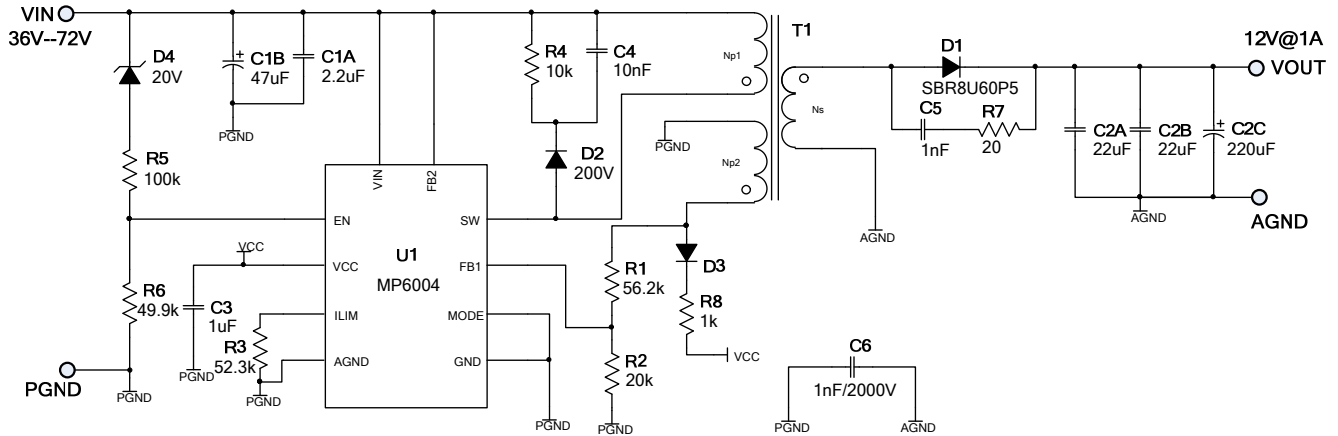 VIN
36V--72V
D4
20V
C1B
47uF
C1A
2.2uF
PGND
R4
10k
C4
10nF
Np1
T1
D1
SBR8U60P5
12V@1A
VOUT
C5
1nF
R7
20
Ns
C2A
22uF
C2B
22uF
C2C
220uF
AGND
AGND
AGND
PGND
Np2
D2
200V
R5
100k
VIN
FB2
EN
SW
VCC
VCC
U1
MP6004
FB1
R6
49.9k
C3
1uF
ILIM
MODE
R3
52.3k
AGND
GND
R1
56.2k
D3
R8
1k
VCC
R2
20k
C6
1nF/2000V
PGND
PGND
PGND
PGND
PGND
PGND
PGND
AGND